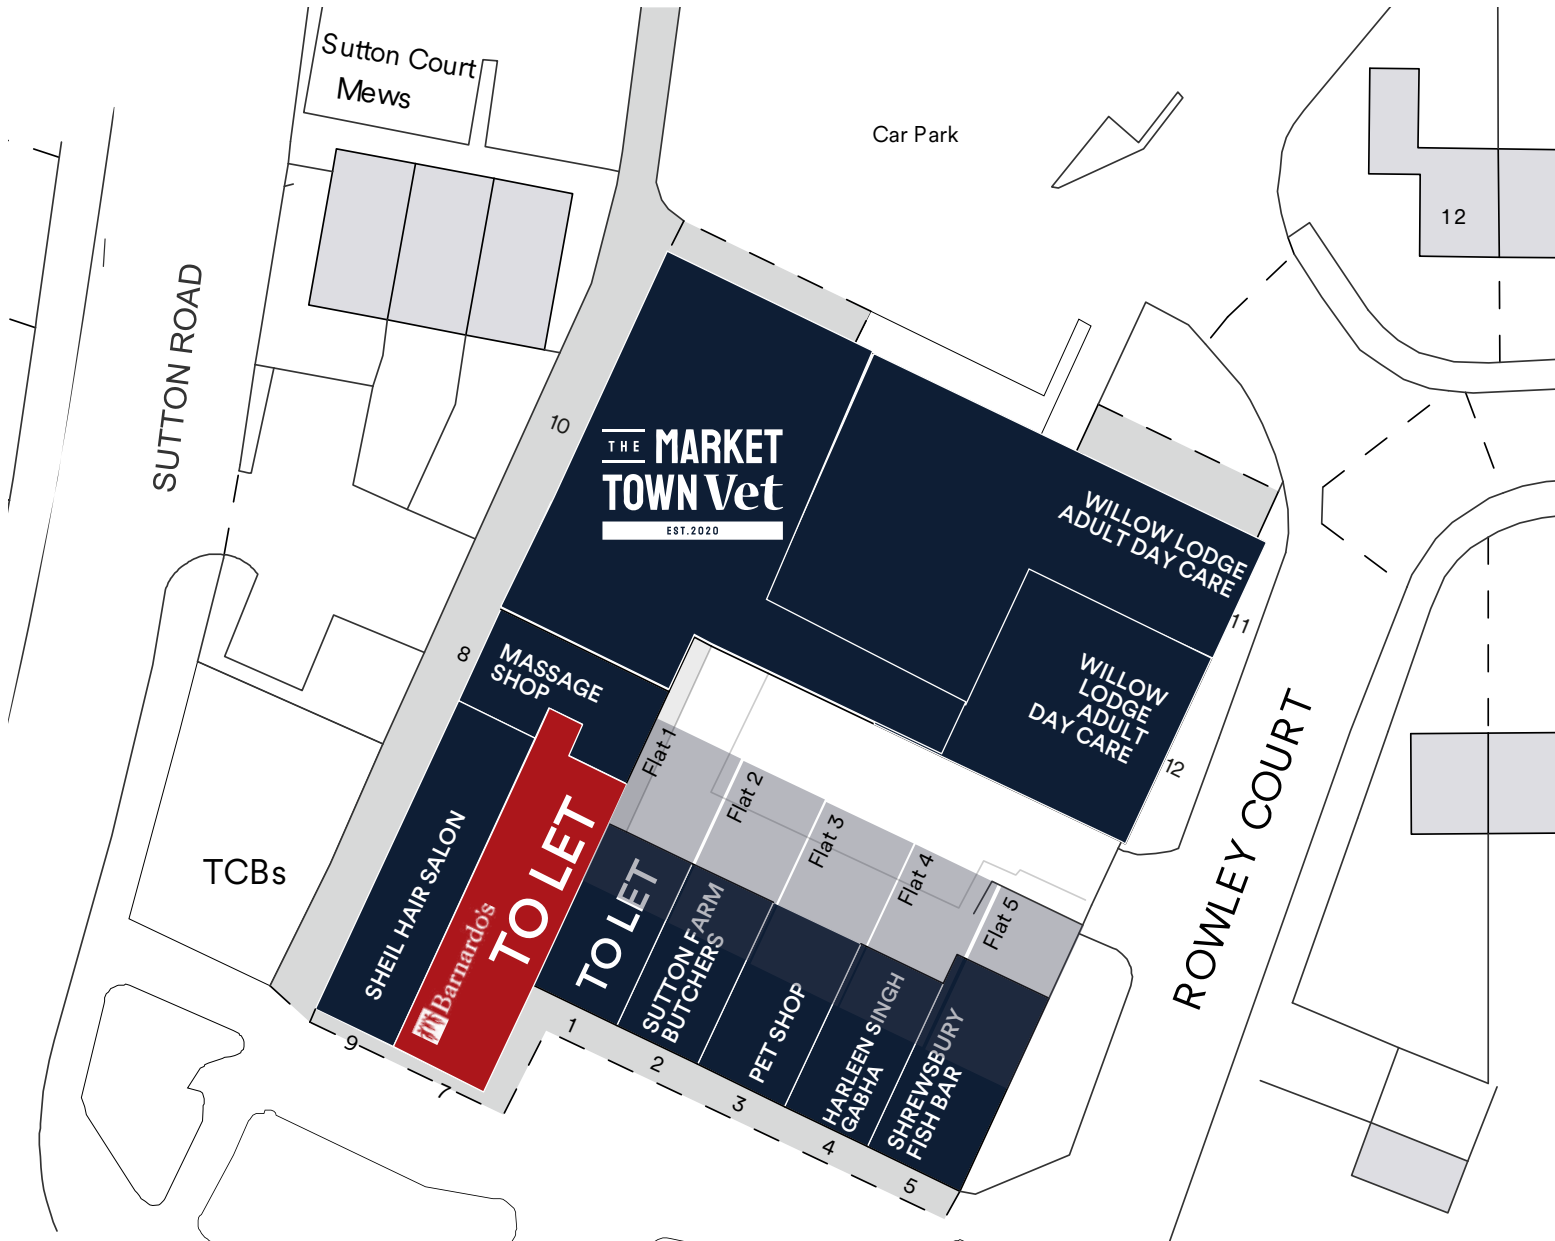 Sutton Court
Mews
Car Park
12
SUTTON ROAD
10
THE MARKET
TOWN Vet
EST.2020
WILLOW LODGE
ADULT DAY CARE
11
8
MASSAGE
SHOP
WILLOW
LODGE
ADULT
DAY CARE
12
ROWLEY COURT
Flat 1
Flat 2
Flat 3
Flat 4
Flat 5
TCBs
SHEIL HAIR SALON
Barnardo's
TO LET
TO LET
SUTTON FARM
BUTCHERS
PET SHOP
HARLEEN SINGH
GABHA
SHREWSBURY
FISH BAR
9
7
1
2
3
4
5